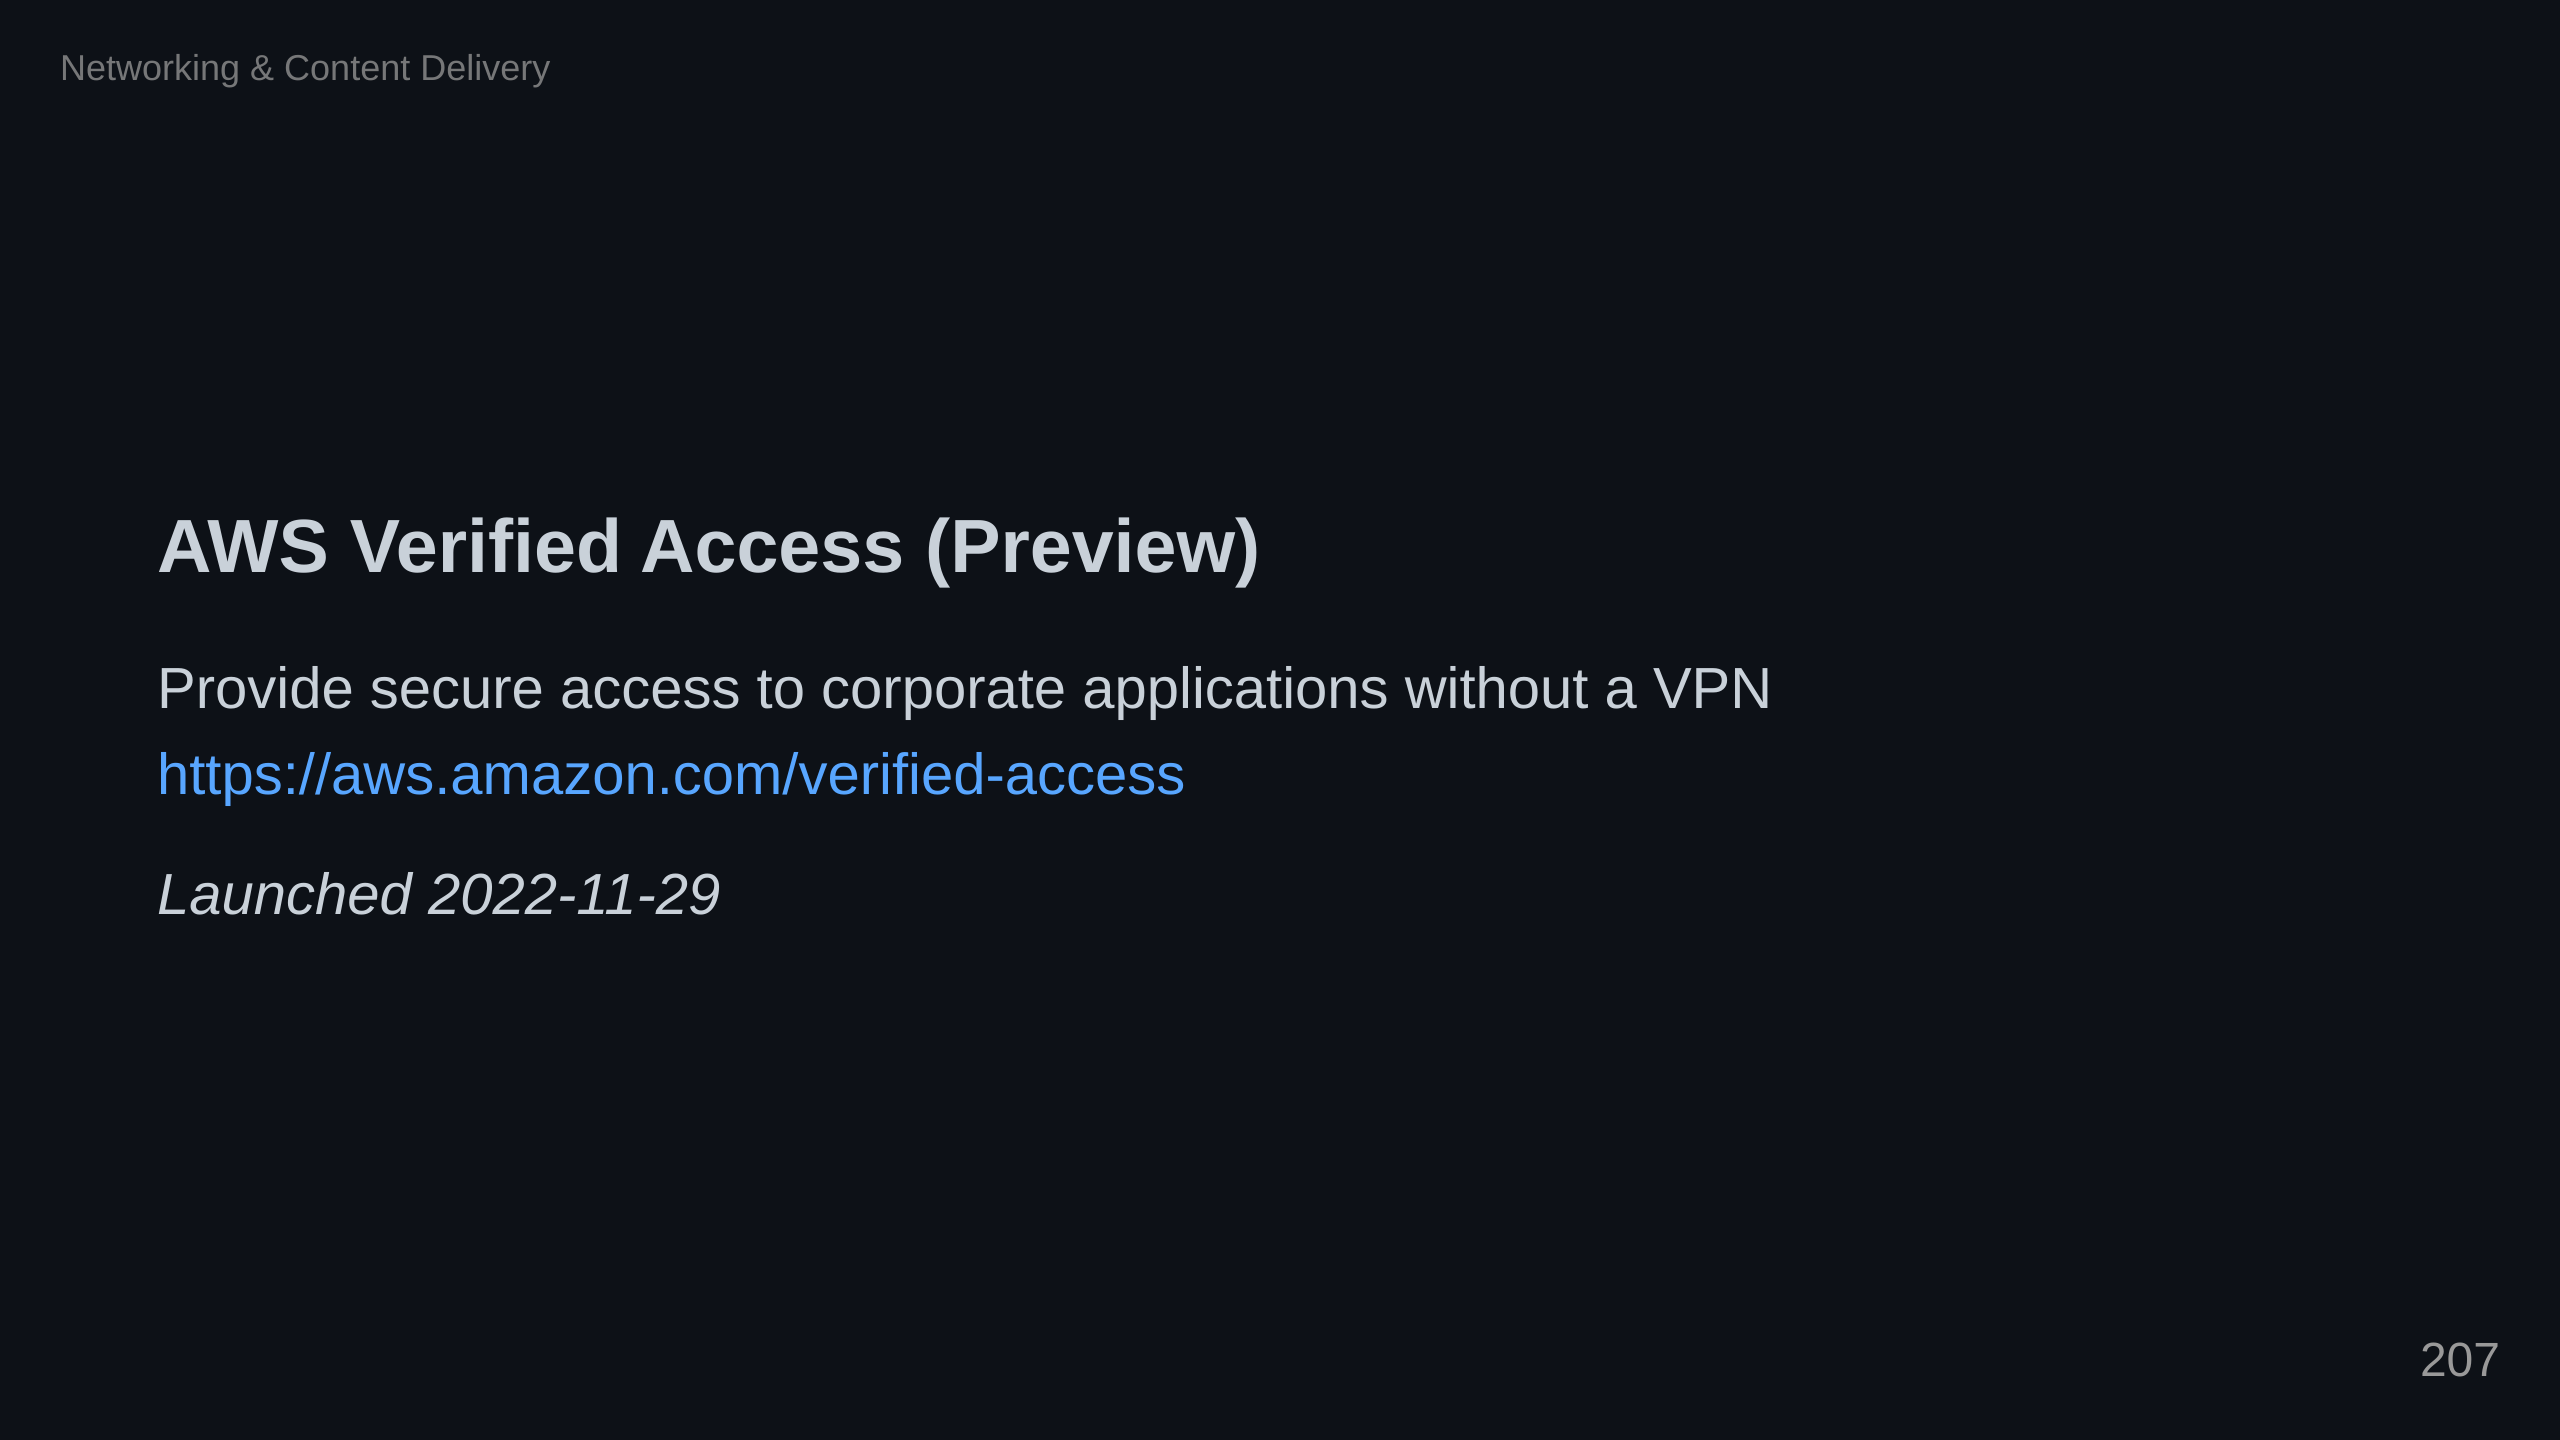 Networking & Content Delivery
AWS Verified Access (Preview)
Provide secure access to corporate applications without a VPN
https://aws.amazon.com/verified-access
Launched 2022-11-29
207